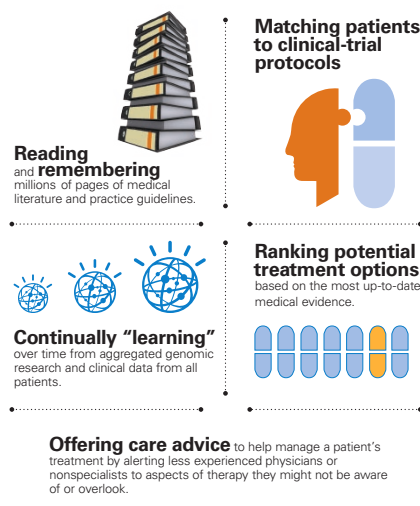 Reading
and remembering
millions of pages of medical
literature and practice guidelines.
Matching patients
to clinical-trial
protocols
Continually “learning”
over time from aggregated genomic
research and clinical data from all
patients.
Ranking potential
treatment options
based on the most up-to-date
medical evidence.
Offering care advice to help manage a patient’s
treatment by alerting less experienced physicians or
nonspecialists to aspects of therapy they might not be aware
of or overlook.